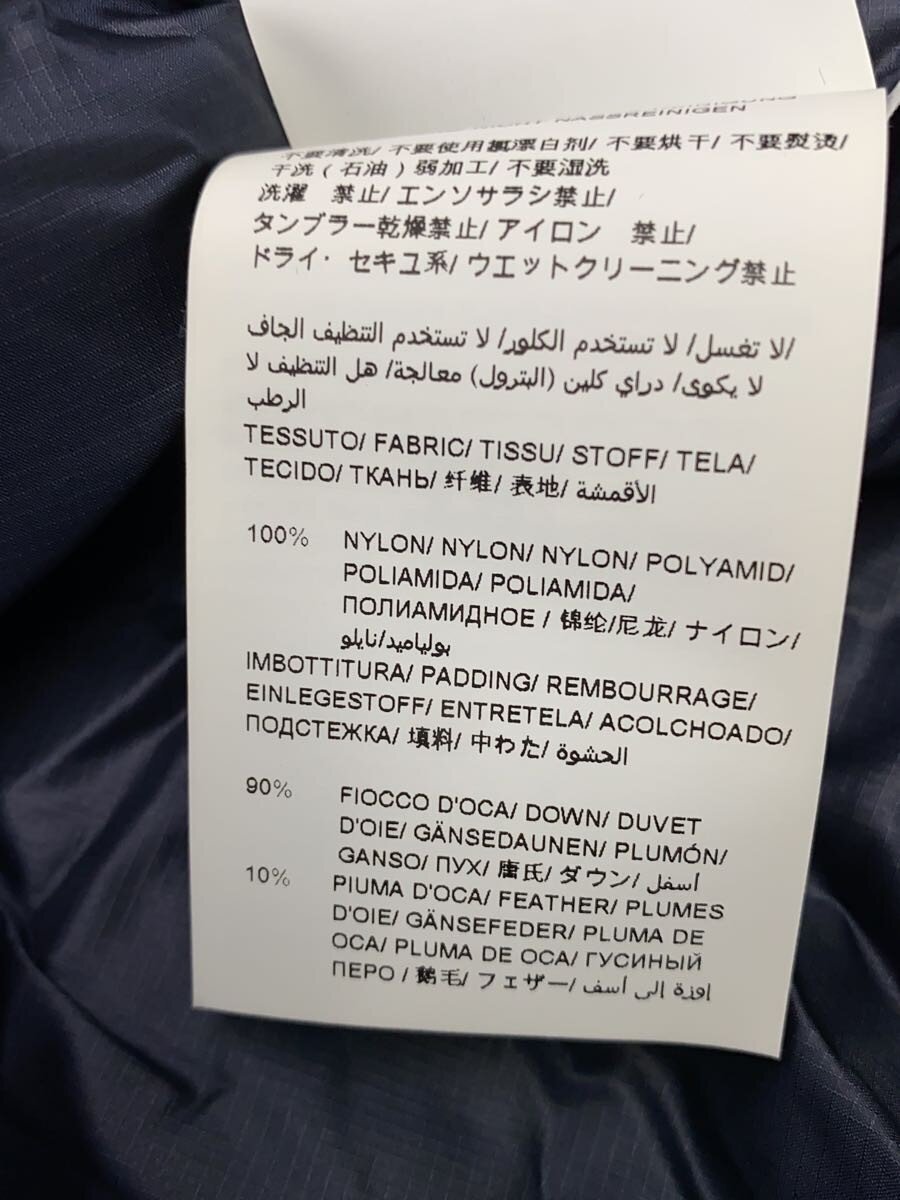 NICHT NASSREINIGEN
不要清洗/ 不要使用氯漂白剂/ 不要烘干/ 不要熨烫/
干洗 ( 石油 ) 弱加工/ 不要湿洗
洗濯 禁止/ エンソサラシ禁止/
タンブラー乾燥禁止/ アイロン 禁止/
ドライ・セキユ系/ ウエットクリーニング禁止
لا تغسل/ لا تستخدم الكلور/ لا تستخدم التنظيف الجاف/
لا يكوى/ دراي كلين (البترول) معالجة/ هل التنظيف لا
الرطب
TESSUTO/ FABRIC/ TISSU/ STOFF/ TELA/
TECIDO/ ТКАНЬ/ 纤维/ 表地/ الأقمشة
100% NYLON/ NYLON/ NYLON/ POLYAMID/
POLIAMIDA/ POLIAMIDA/
ПОЛИАМИДНОЕ / 锦纶/尼龙/ ナイロン/
بولياميد/نايلو
IMBOTTITURA/ PADDING/ REMBOURRAGE/
EINLEGESTOFF/ ENTRETELA/ ACOLCHOADO/
ПОДСТЕЖКА/ 填料/ 中わた/ الحشوة
90% FIOCCO D'OCA/ DOWN/ DUVET
D'OIE/ GÄNSEDAUNEN/ PLUMÓN/
GANSO/ ПУХ/ 唐氏/ ダウン/ أسفل
10% PIUMA D'OCA/ FEATHER/ PLUMES
D'OIE/ GÄNSEFEDER/ PLUMA DE
OCA/ PLUMA DE OCA/ ГУСИНЫЙ
ПЕРО / 鵝毛/ フェザー/ افزة إلى أسف